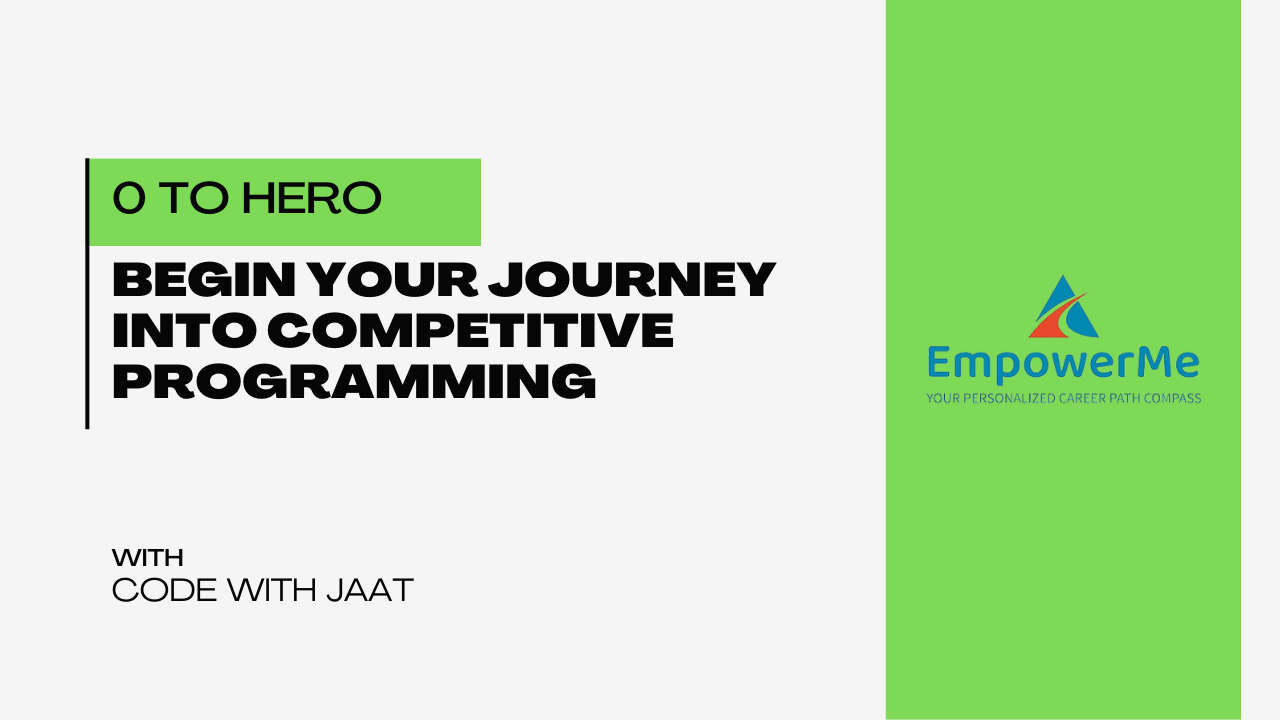 0 TO HERO
BEGIN YOUR JOURNEY
INTO COMPETITIVE
PROGRAMMING
WITH
CODE WITH JAAT
EmpowerMe
YOUR PERSONALIZED CAREER PATH COMPASS